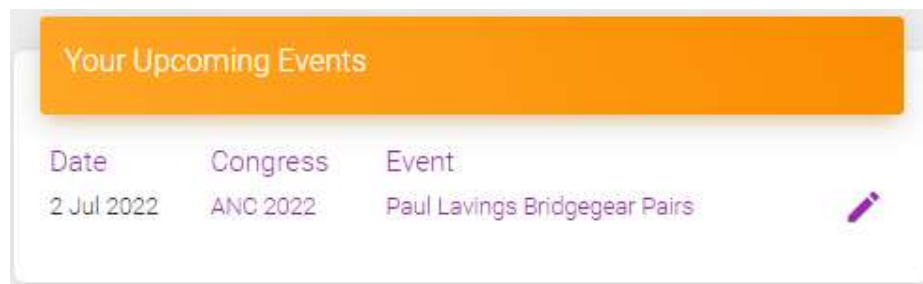 Your Upcoming Events
Date Congress Event
2 Jul 2022 ANC 2022 Paul Lavings Bridgegear Pairs